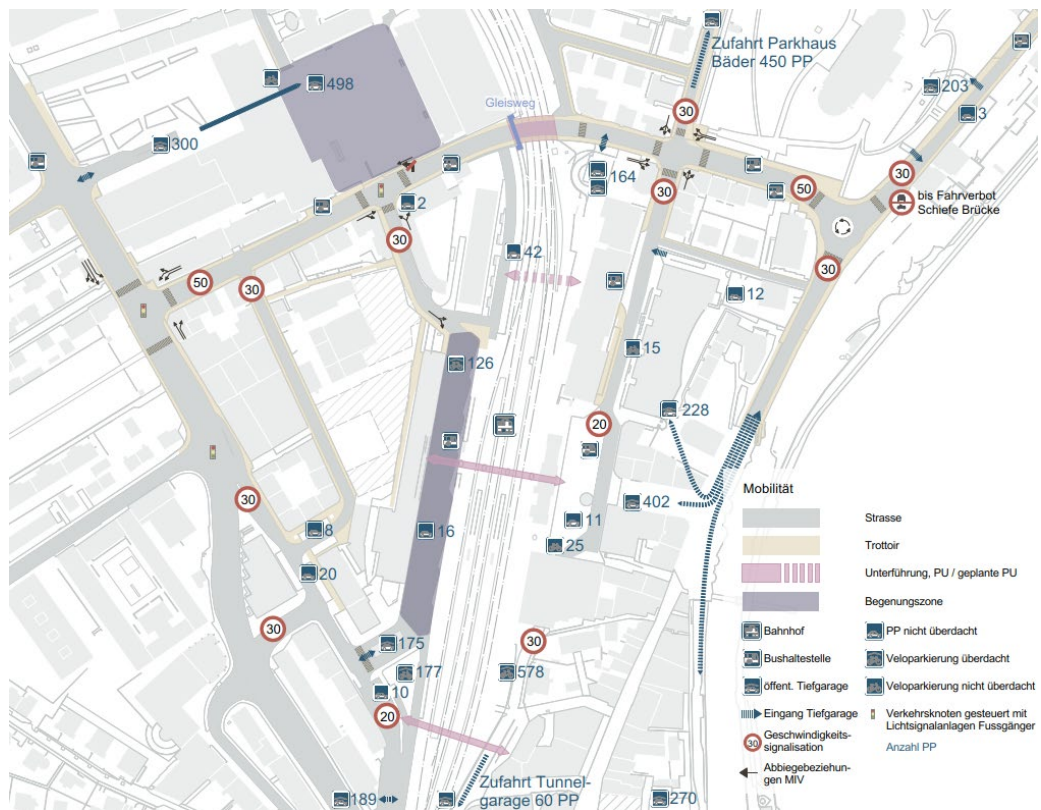 Zufahrt Parkhaus
Bäder 450 PP
498
203
3
Gleisweg
30
300
164
30
30
50
bis Fahrverbot
Schiefe Brücke
2
30
42
30
50
30
12
15
126
228
20
402
11
16
25
30
8
20
30
30
175
177
578
10
20
189
Zufahrt Tunnel-
garage 60 PP
270
Mobilität
Strasse
Trottoir
Unterführung, PU / geplante PU
Begenungszone
Bahnhof
PP nicht überdacht
Bushaltestelle
Veloparkierung überdacht
öffent. Tiefgarage
Veloparkierung nicht überdacht
Eingang Tiefgarage
Verkehrsknoten gesteuert mit
Lichtsignalanlagen Fussgänger
30
Geschwindigkeits-
signalisation
Anzahl PP
Abbiegebeziehun-
gen MIV